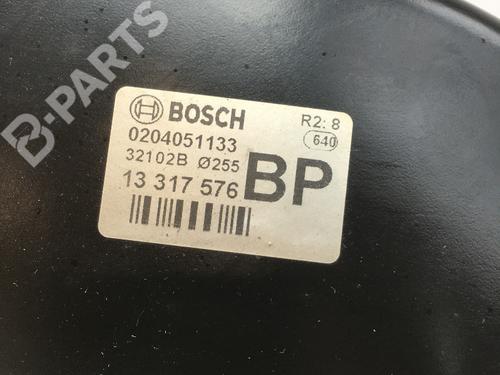 B-PARTS
BOSCH
R2: 8
0204051133
640
32102B Ø255
13 317 576
BP